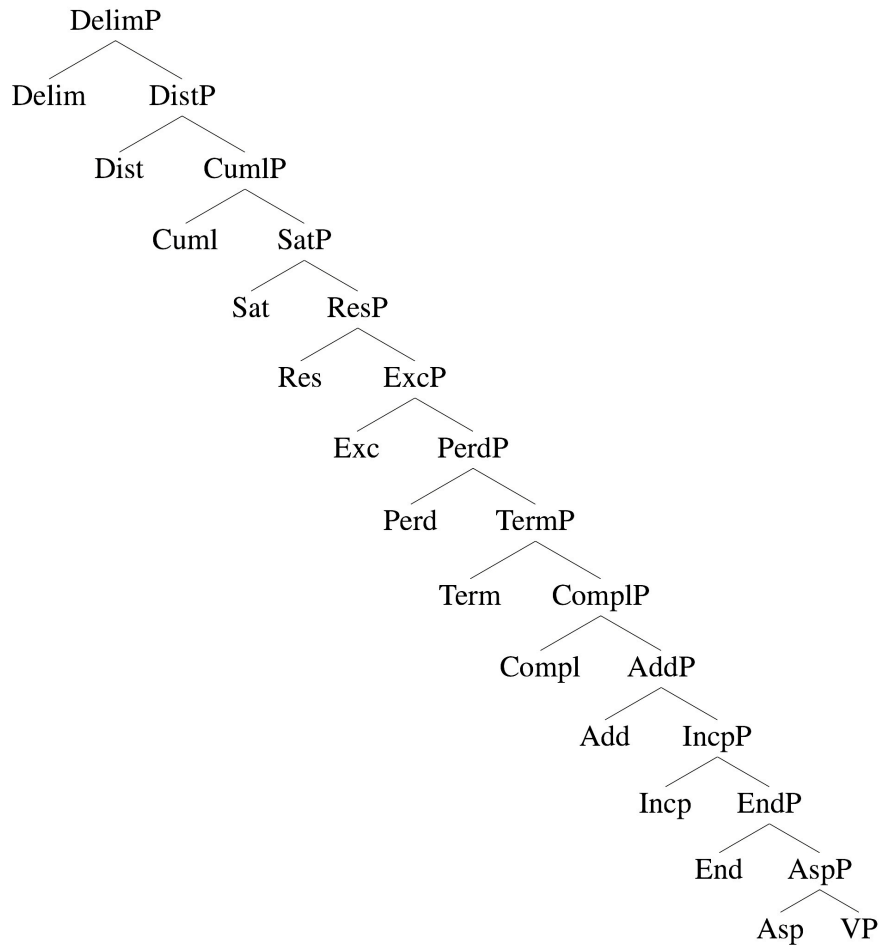 DelimP
Delim DistP
Dist CumlP
Cuml SatP
Sat ResP
Res ExcP
Exc PerdP
Perd TermP
Term ComplP
Compl AddP
Add IncpP
Incp EndP
End AspP
Asp VP